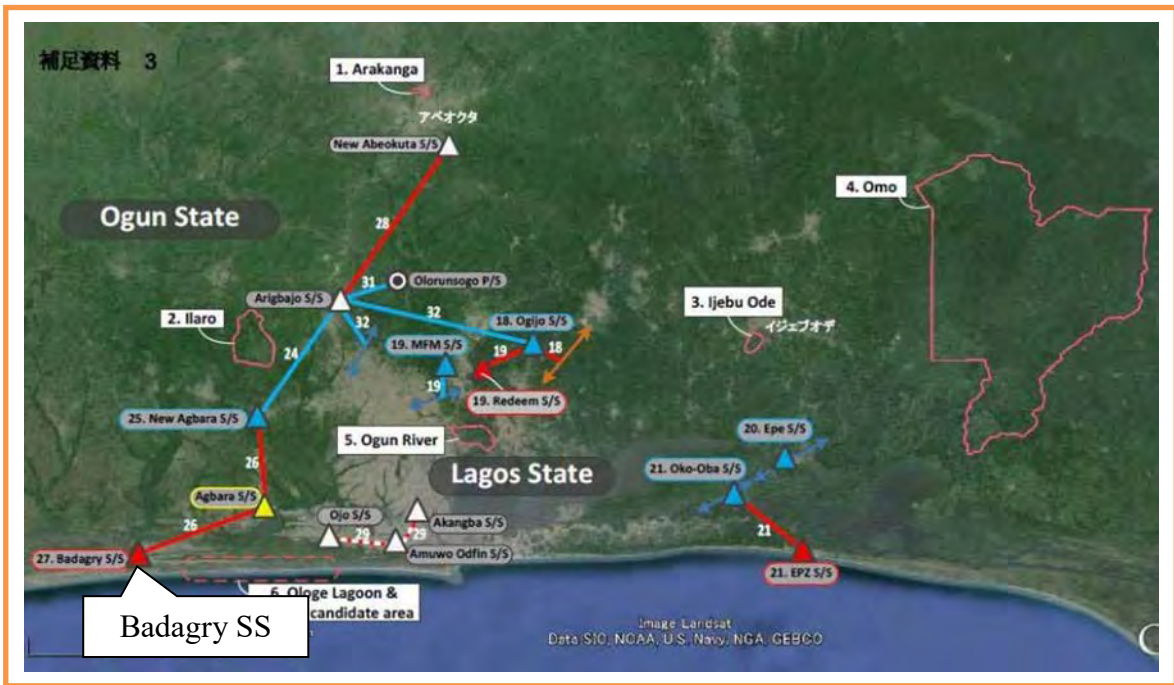 補足資料 3
1. Arakanga
アベオクタ
New Abeokuta S/S
4. Omo
Ogun State
28
31
Olorunsogo P/S
Arigbajo S/S
2. Ilaro
32
32
18. Ogijo S/S
3. Ijebu Ode
イジェブオデ
24
19. MFM S/S
19
18
19
19. Redeem S/S
25. New Agbara S/S
5. Ogun River
20. Epe S/S
26
Lagos State
21. Oko-Oba S/S
Agbara S/S
Ojo S/S
Akangba S/S
26
29
29
21
Amuwo Odfin S/S
27. Badagry S/S
21. EPZ S/S
6. Ologe Lagoon &
candidate area
Badagry SS
Image Landsat
Data SIO, NOAA, U.S. Navy, NGA, GEBCO